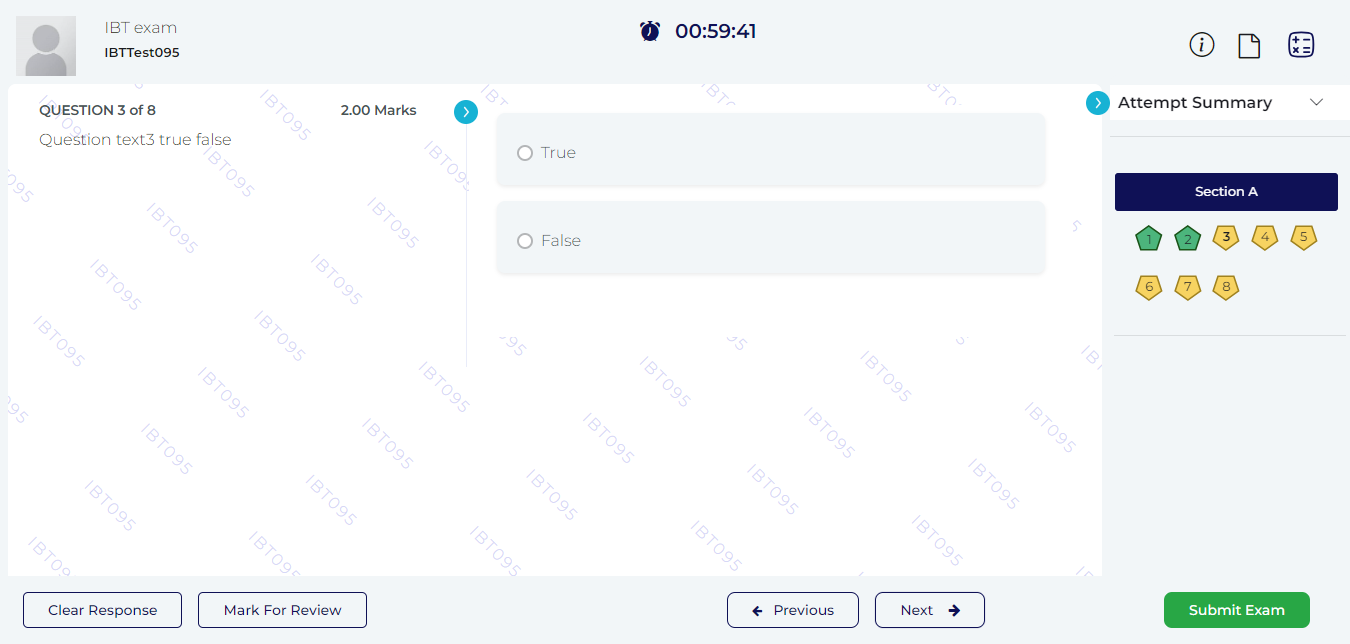 IBT exam
IBTTest095
00:59:41
QUESTION 3 of 8
2.00 Marks
Question text3 true false
True
False
Attempt Summary
Section A
1 2 3 4 5
6 7 8
IBT095
Clear Response
Mark For Review
Previous
Next
Submit Exam